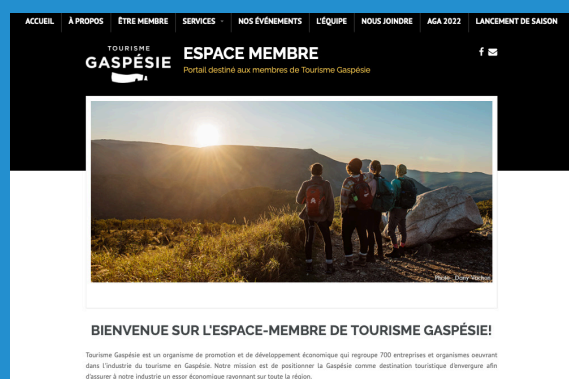 ACCUEIL À PROPOS ÊTRE MEMBRE SERVICES NOS ÉVÉNEMENTS L'ÉQUIPE NOUS JOINDRE AGA 2022 LANCEMENT DE SAISON
TOURISME
GASPÉSIE
ESPACE MEMBRE
Portail destiné aux membres de Tourisme Gaspésie
A
Photo : Dany Vachon
BIENVENUE SUR L'ESPACE-MEMBRE DE TOURISME GASPÉSIE!
Tourisme Gaspésie est un organisme de promotion et de développement économique qui regroupe 700 entreprises et organismes oeuvrant
dans l'industrie du tourisme en Gaspésie. Notre mission est de positionner la Gaspésie comme destination touristique d'envergure afin
d'assurer à notre industrie un essor économique rayonnant sur toute la région.